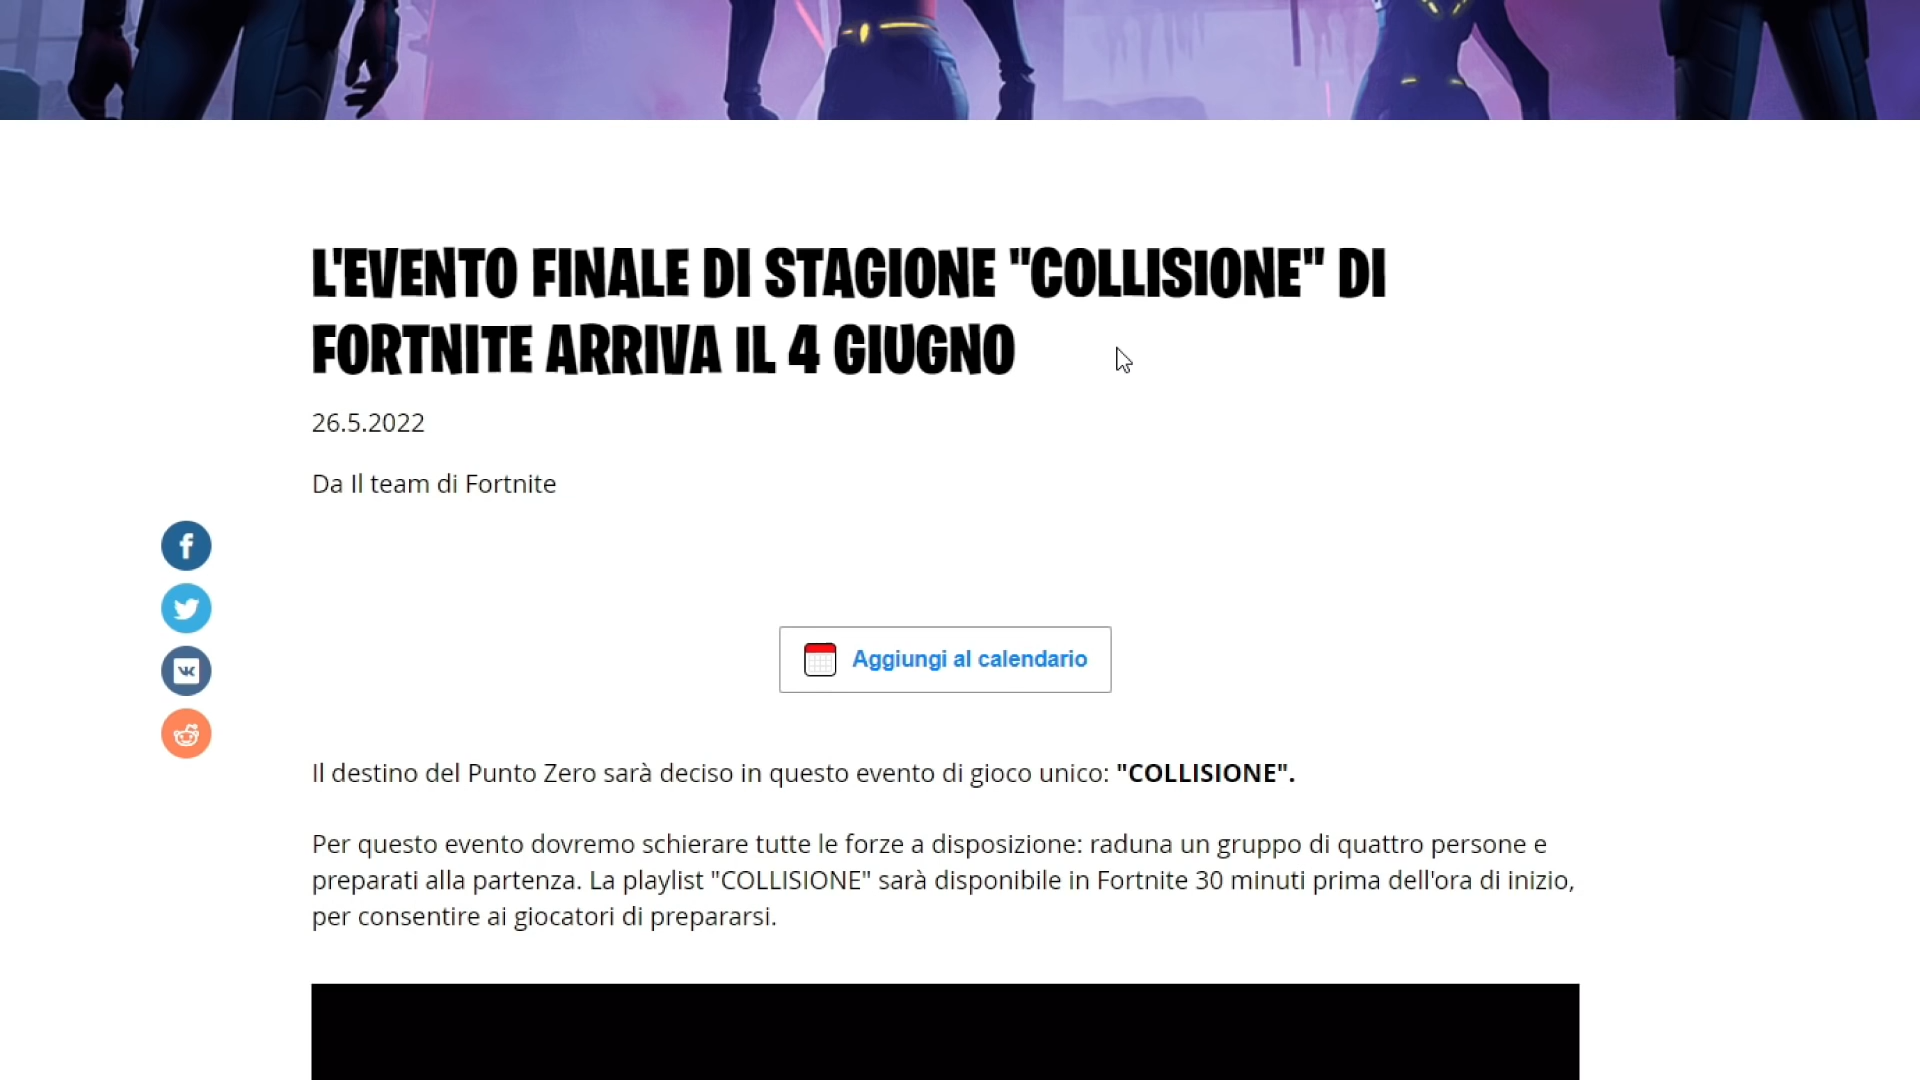 L'EVENTO FINALE DI STAGIONE "COLLISIONE" DI
FORTNITE ARRIVA IL 4 GIUGNO
26.5.2022
Da Il team di Fortnite
Aggiungi al calendario
Il destino del Punto Zero sarà deciso in questo evento di gioco unico: "COLLISIONE".
Per questo evento dovremo schierare tutte le forze a disposizione: raduna un gruppo di quattro persone e
preparati alla partenza. La playlist "COLLISIONE" sarà disponibile in Fortnite 30 minuti prima dell'ora di inizio,
per consentire ai giocatori di prepararsi.